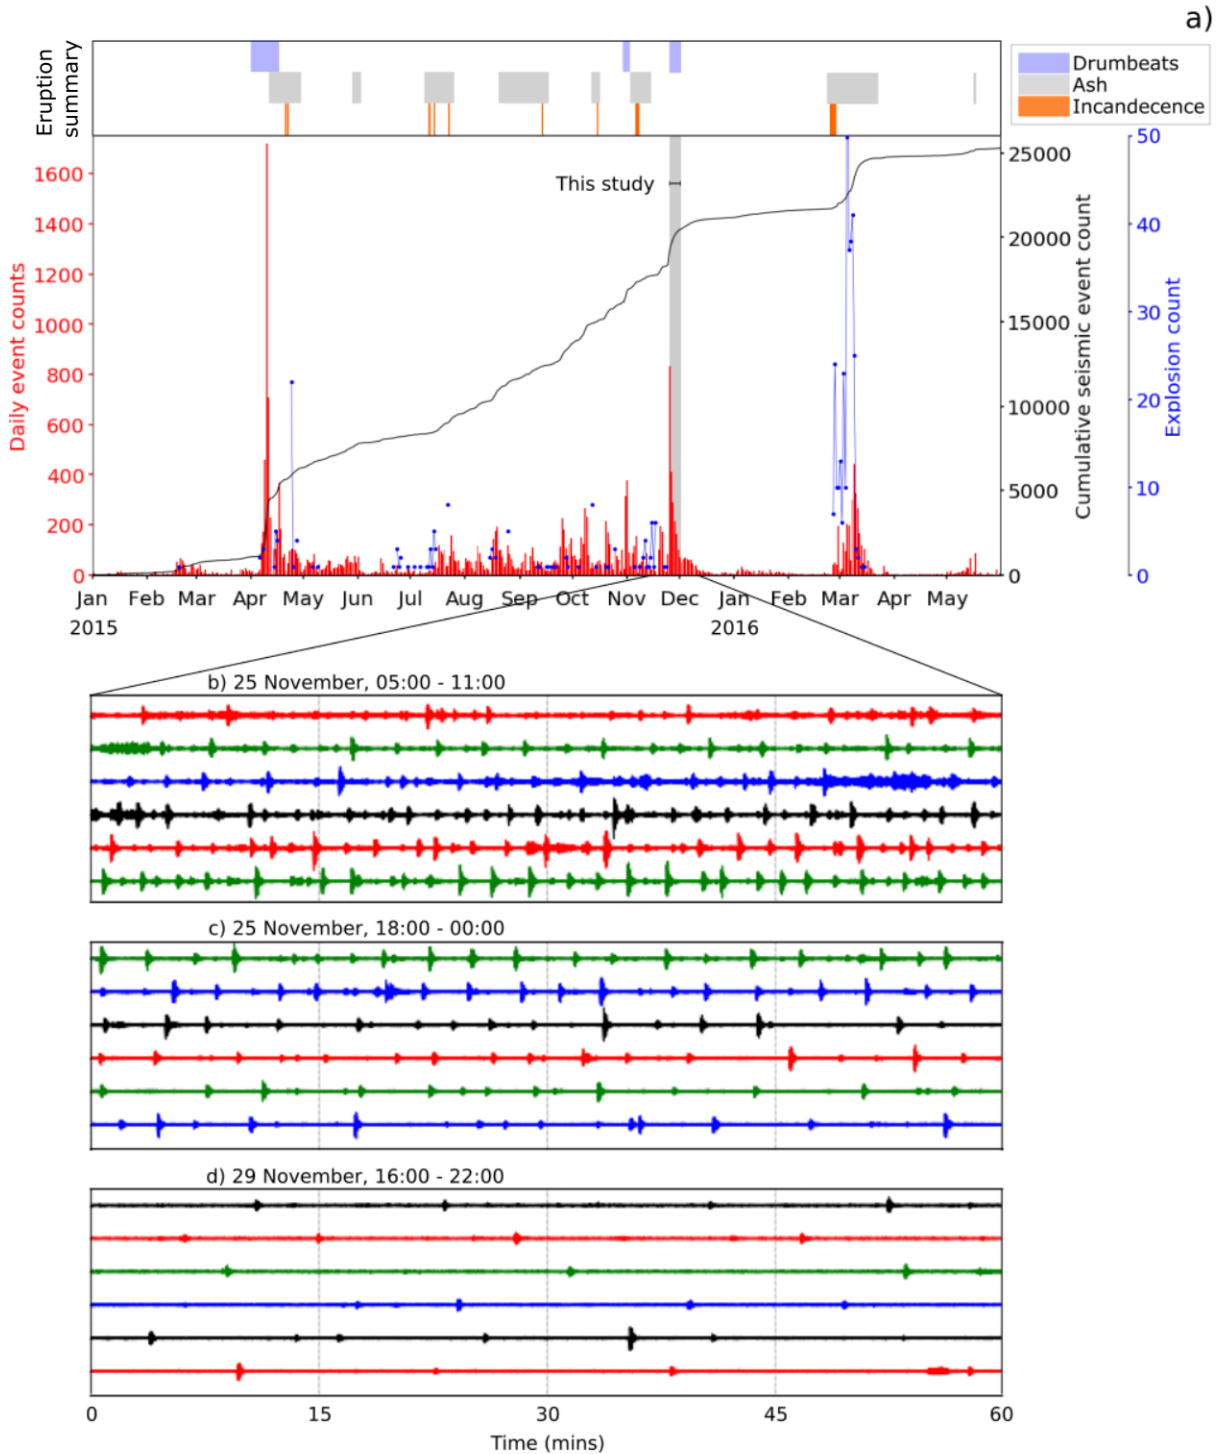 a)
Eruption
summary
Drumbeats
Ash
Incandecence
This study
Daily event counts
1600
1400
1200
1000
800
600
400
200
0
25000
20000
15000
10000
5000
0
Cumulative seismic event count
50
40
30
20
10
0
Explosion count
Jan Feb Mar Apr May Jun Jul Aug Sep Oct Nov Dec Jan Feb Mar Apr May
2015 2016
b) 25 November, 05:00 - 11:00
c) 25 November, 18:00 - 00:00
d) 29 November, 16:00 - 22:00
0 15 30 45 60
Time (mins)